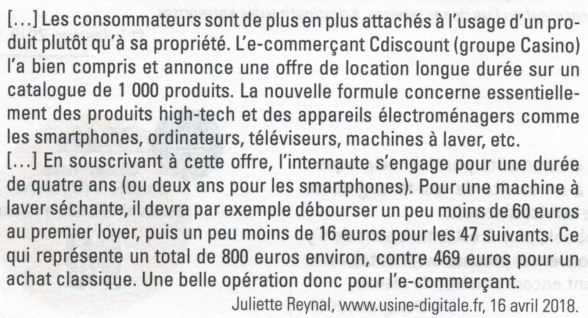 […] Les consommateurs sont de plus en plus attachés à l'usage d'un pro-
duit plutôt qu'à sa propriété. L'e-commerçant Cdiscount (groupe Casino)
l'a bien compris et annonce une offre de location longue durée sur un
catalogue de 1 000 produits. La nouvelle formule concerne essentielle-
ment des produits high-tech et des appareils électroménagers comme
les smartphones, ordinateurs, téléviseurs, machines à laver, etc.
[…] En souscrivant à cette offre, l'internaute s'engage pour une durée
de quatre ans (ou deux ans pour les smartphones). Pour une machine à
laver séchante, il devra par exemple débourser un peu moins de 60 euros
au premier loyer, puis un peu moins de 16 euros pour les 47 suivants. Ce
qui représente un total de 800 euros environ, contre 469 euros pour un
achat classique. Une belle opération donc pour l'e-commerçant.
Juliette Reynal, www.usine-digitale.fr, 16 avril 2018.